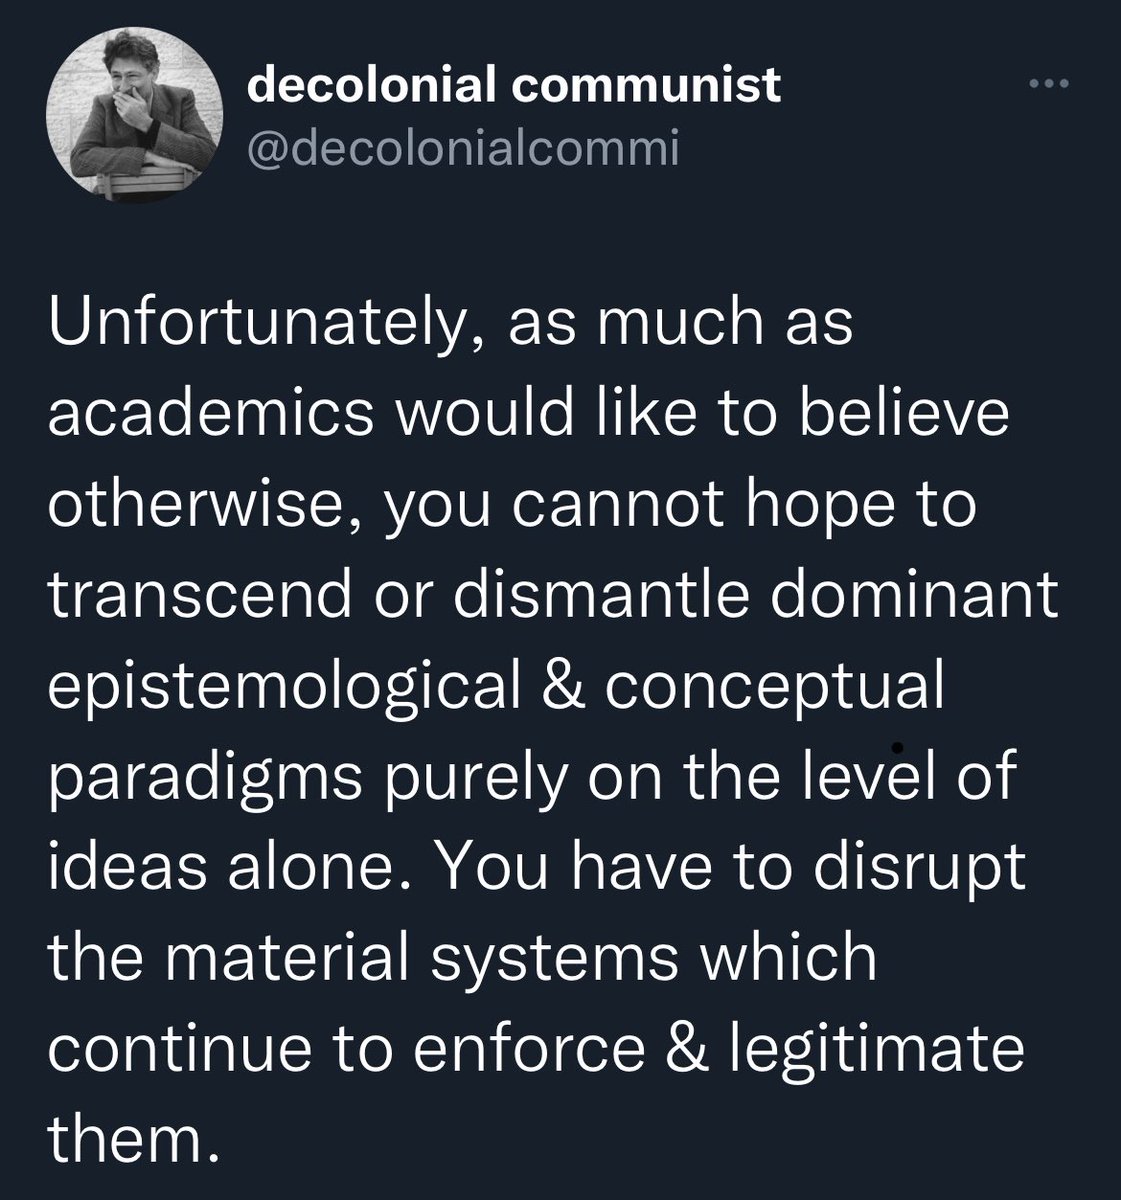 decolonial communist
@decolonialcommi
Unfortunately, as much as
academics would like to believe
otherwise, you cannot hope to
transcend or dismantle dominant
epistemological & conceptual
paradigms purely on the level of
ideas alone. You have to disrupt
the material systems which
continue to enforce & legitimate
them.